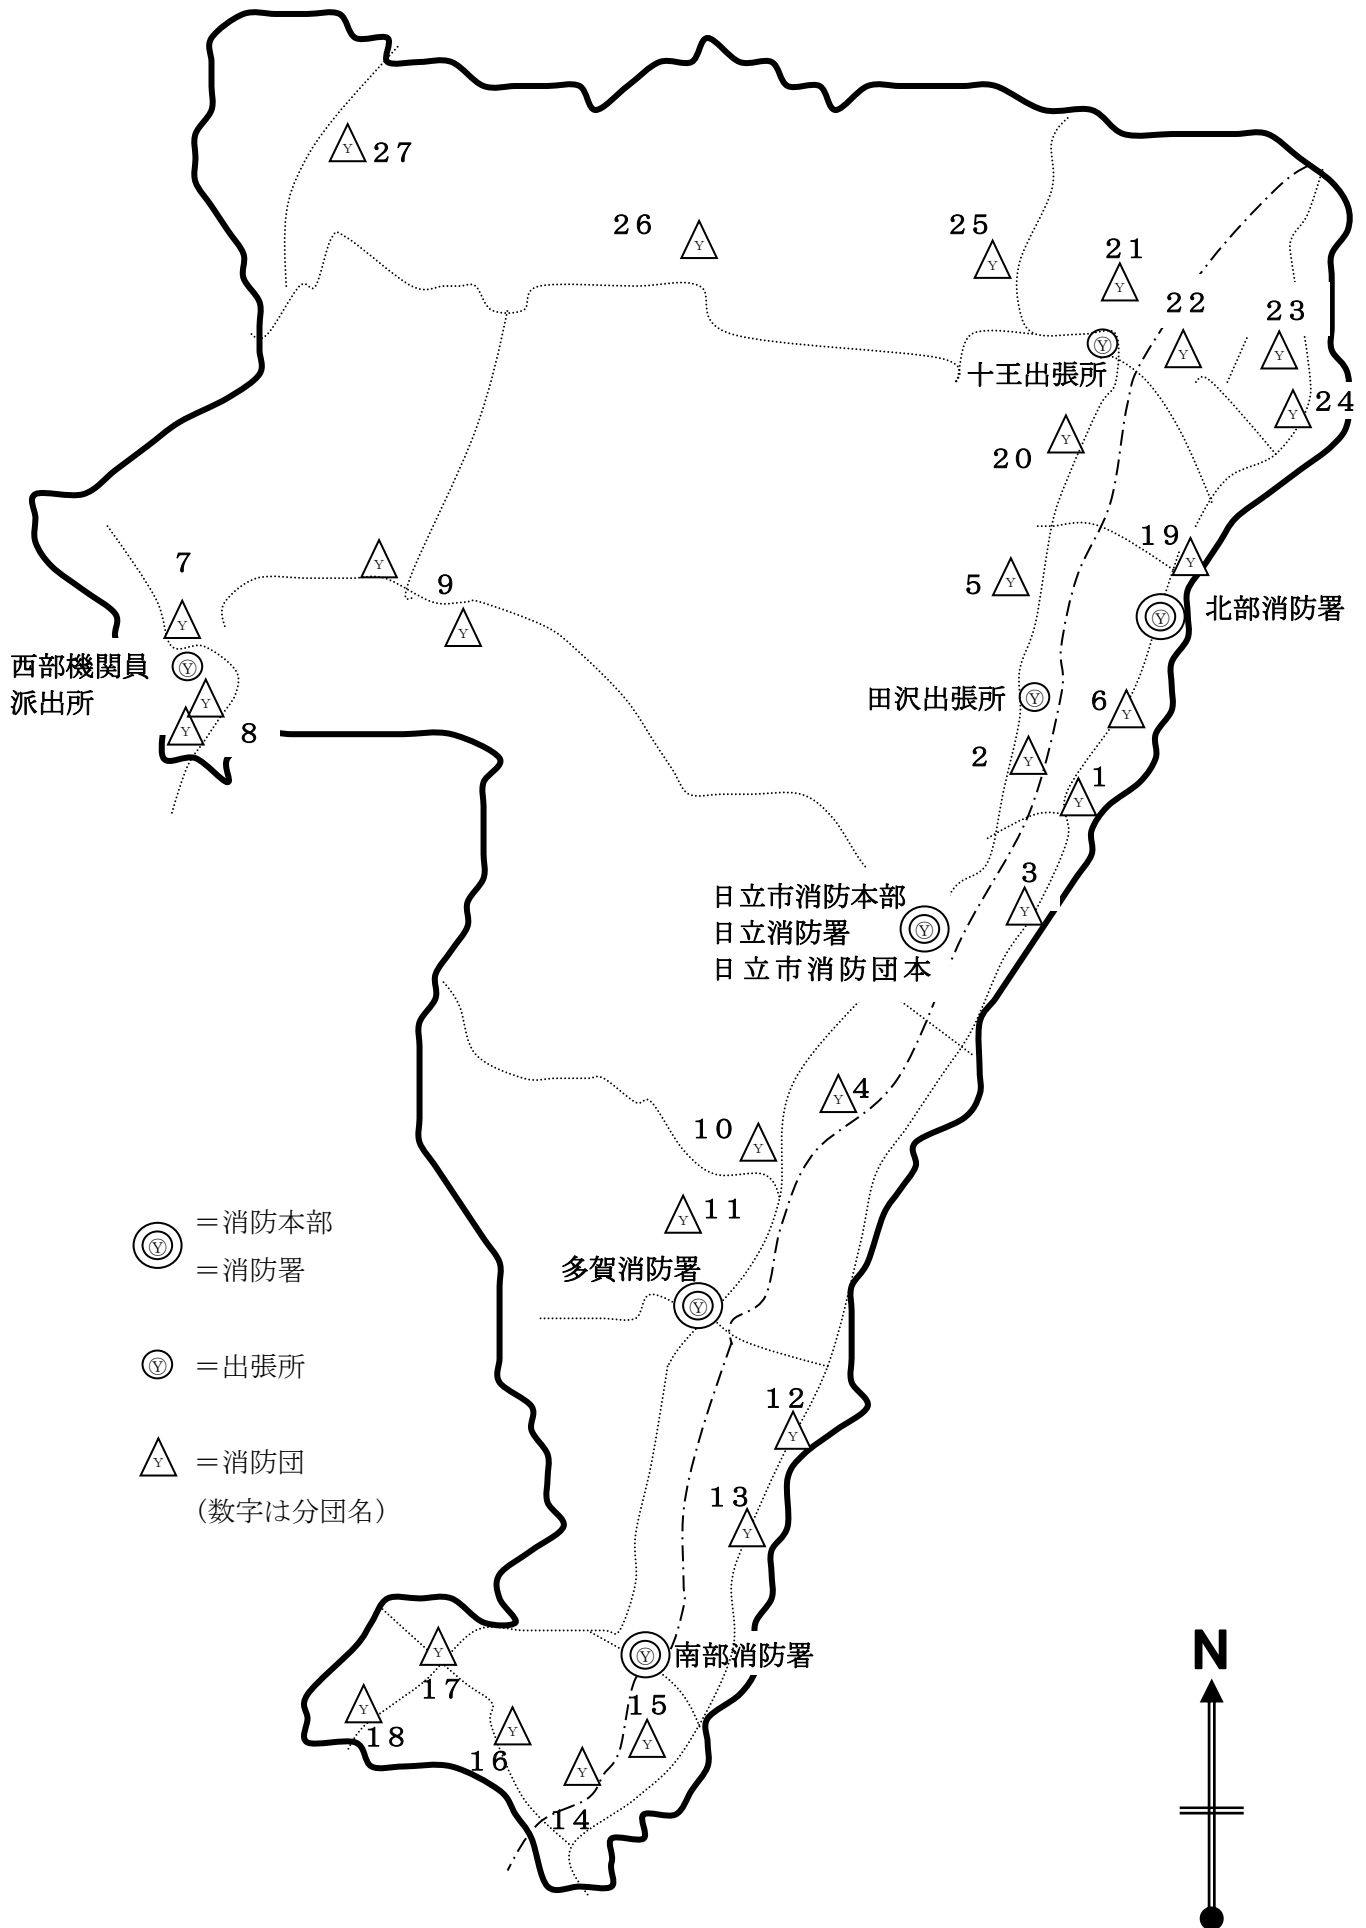 27
26
25
21
22
23
十王出張所
24
20
19
7
9
5
北部消防署
西部機関員
派出所
田沢出張所
6
8
2
1
3
日立市消防本部
日立消防署
日立市消防団本
4
10
11
＝消防本部
＝消防署
多賀消防署
＝出張所
12
＝消防団
(数字は分団名)
13
南部消防署
N
17
15
18
16
14